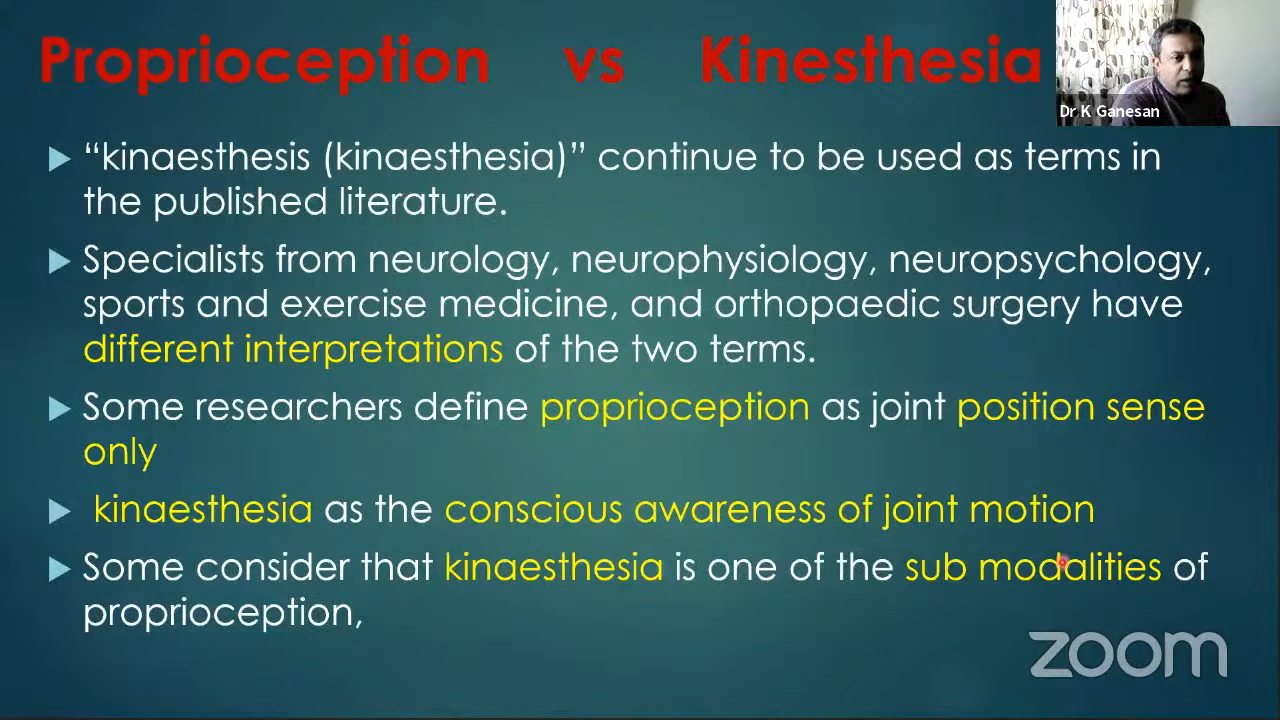 Proprioception vs Kinesthesia
Dr K Ganesan
“kinaesthesis (kinaesthesia)” continue to be used as terms in
the published literature.
Specialists from neurology, neurophysiology, neuropsychology,
sports and exercise medicine, and orthopaedic surgery have
different interpretations of the two terms.
Some researchers define proprioception as joint position sense
only
kinaesthesia as the conscious awareness of joint motion
Some consider that kinaesthesia is one of the sub modalities of
proprioception,
zoom